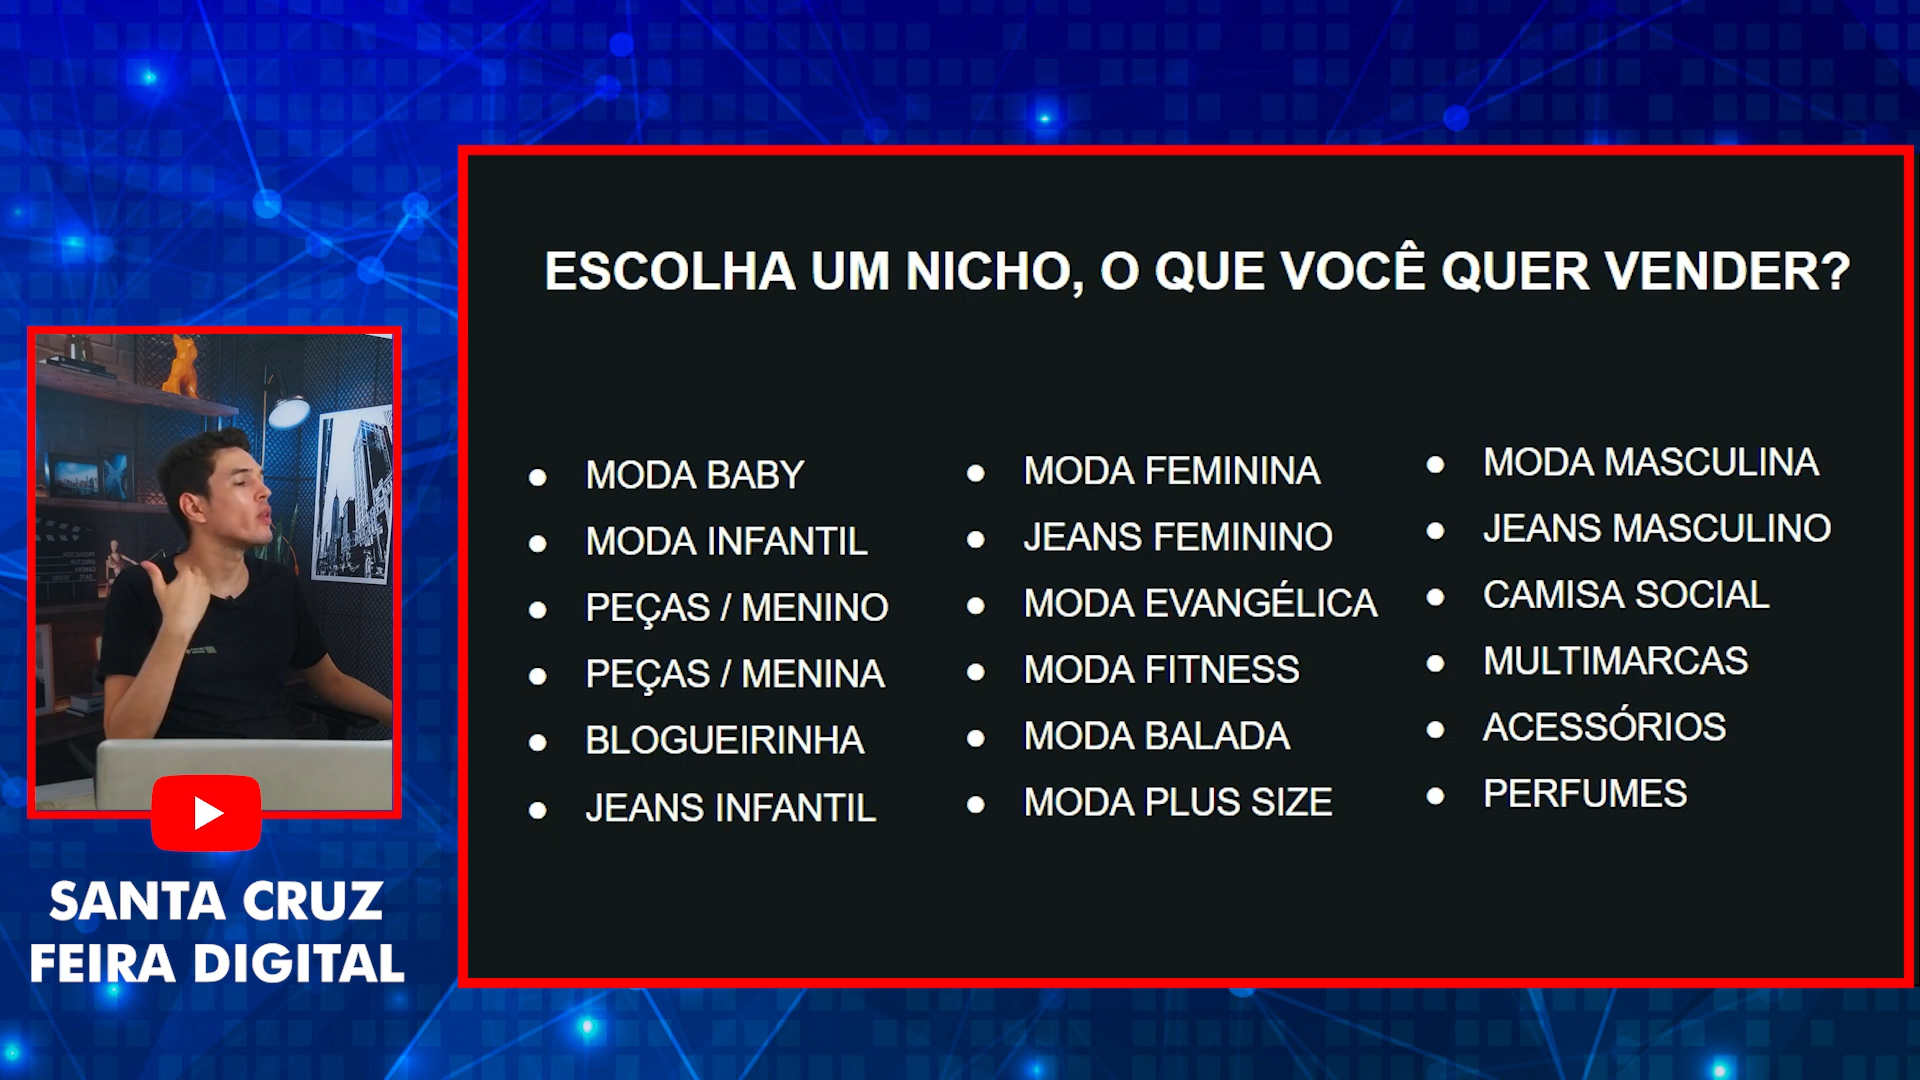 ESCOLHA UM NICHO, O QUE VOCÊ QUER VENDER?
MODA BABY
MODA INFANTIL
PEÇAS / MENINO
PEÇAS / MENINA
BLOGUEIRINHA
JEANS INFANTIL
MODA FEMININA
JEANS FEMININO
MODA EVANGÉLICA
MODA FITNESS
MODA BALADA
MODA PLUS SIZE
MODA MASCULINA
JEANS MASCULINO
CAMISA SOCIAL
MULTIMARCAS
ACESSÓRIOS
PERFUMES
SANTA CRUZ
FEIRA DIGITAL